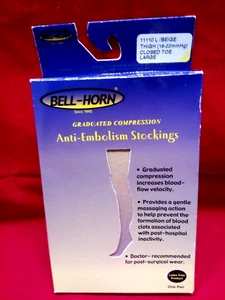 11110 L /BEIGE
THIGH (18-22mmHg)
CLOSED TOE
LARGE
BELL-HORN
Since 1842
GRADUATED COMPRESSION
Anti-Embolism Stockings
• Graduated
compression
increases blood-
flow velocity.
• Provides a gentle
massaging action
to help prevent the
formation of blood
clots associated with
post-hospital
inactivity.
• Doctor- recommended
for post-surgical wear.
Latex Free
Product
One Pair